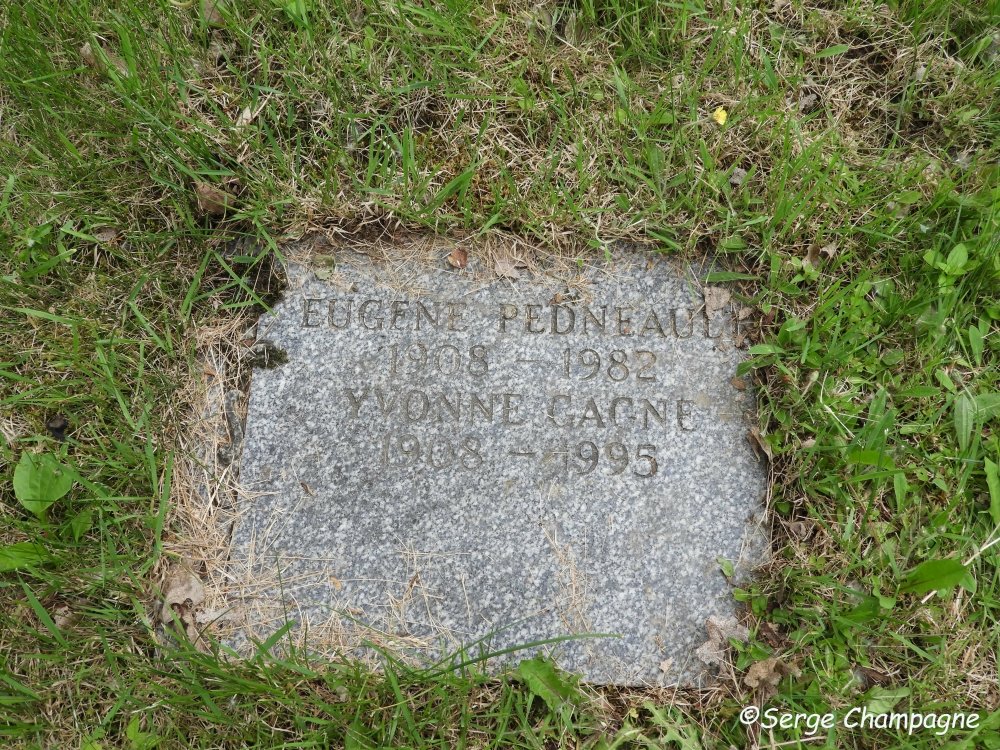 EUGENE PEDNEAULT
1908 — 1982
YVONNE GAGNE
1908 — 1995
©Serge Champagne